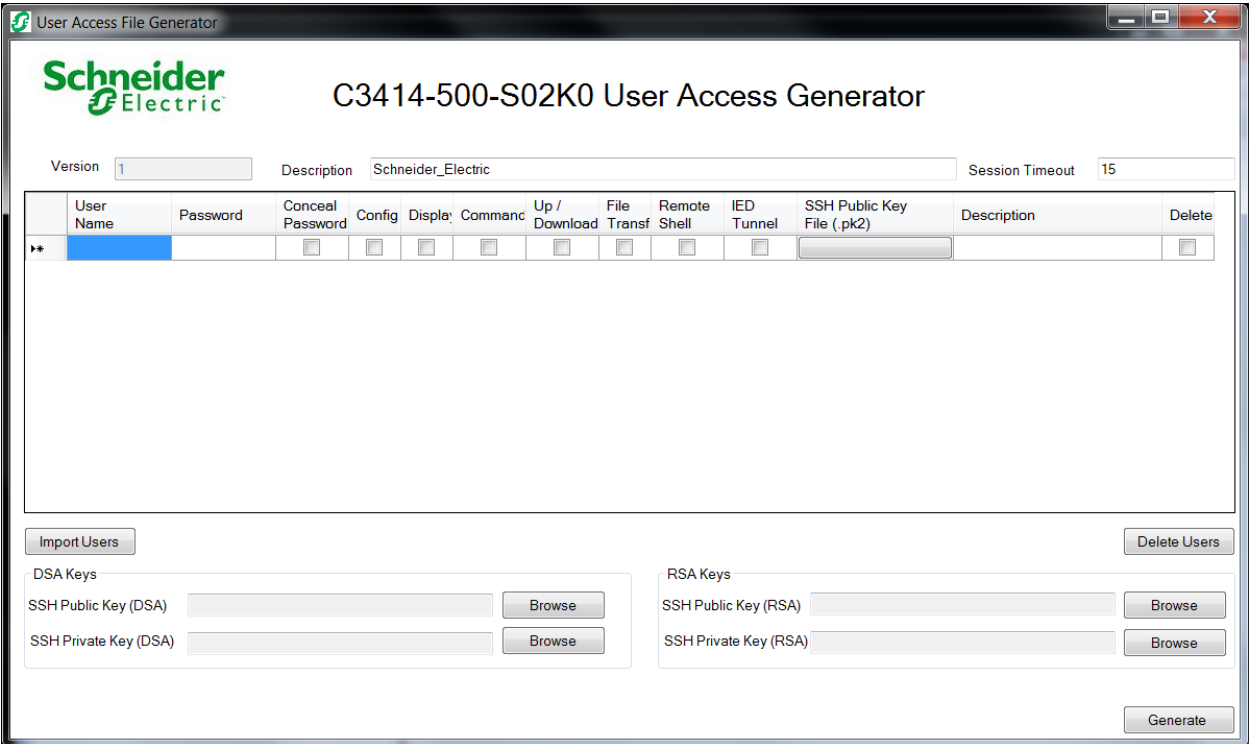 User Access File Generator
Schneider
Electric
C3414-500-S02K0 User Access Generator
Version 1 Description Schneider_Electric Session Timeout 15
User Name Password Conceal Password Config Display Command Up / Download File Transf Remote Shell IED Tunnel SSH Public Key File (.pk2) Description Delete
Import Users Delete Users
DSA Keys RSA Keys
SSH Public Key (DSA) Browse SSH Public Key (RSA) Browse
SSH Private Key (DSA) Browse SSH Private Key (RSA) Browse
Generate